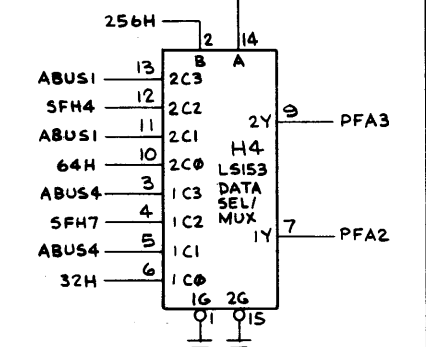 256H
2 14
B A
ABUS1 13 2C3
SFH4 12 2C2
9
2Y PFA3
ABUS1 11 2C1
64H 10 2CØ
H4
LS153
DATA
SEL/
MUX
ABUS4 3 1C3
SFH7 4 1C2
7
1Y PFA2
ABUS4 5 1C1
32H 6 1CØ
1G 2G
1 15